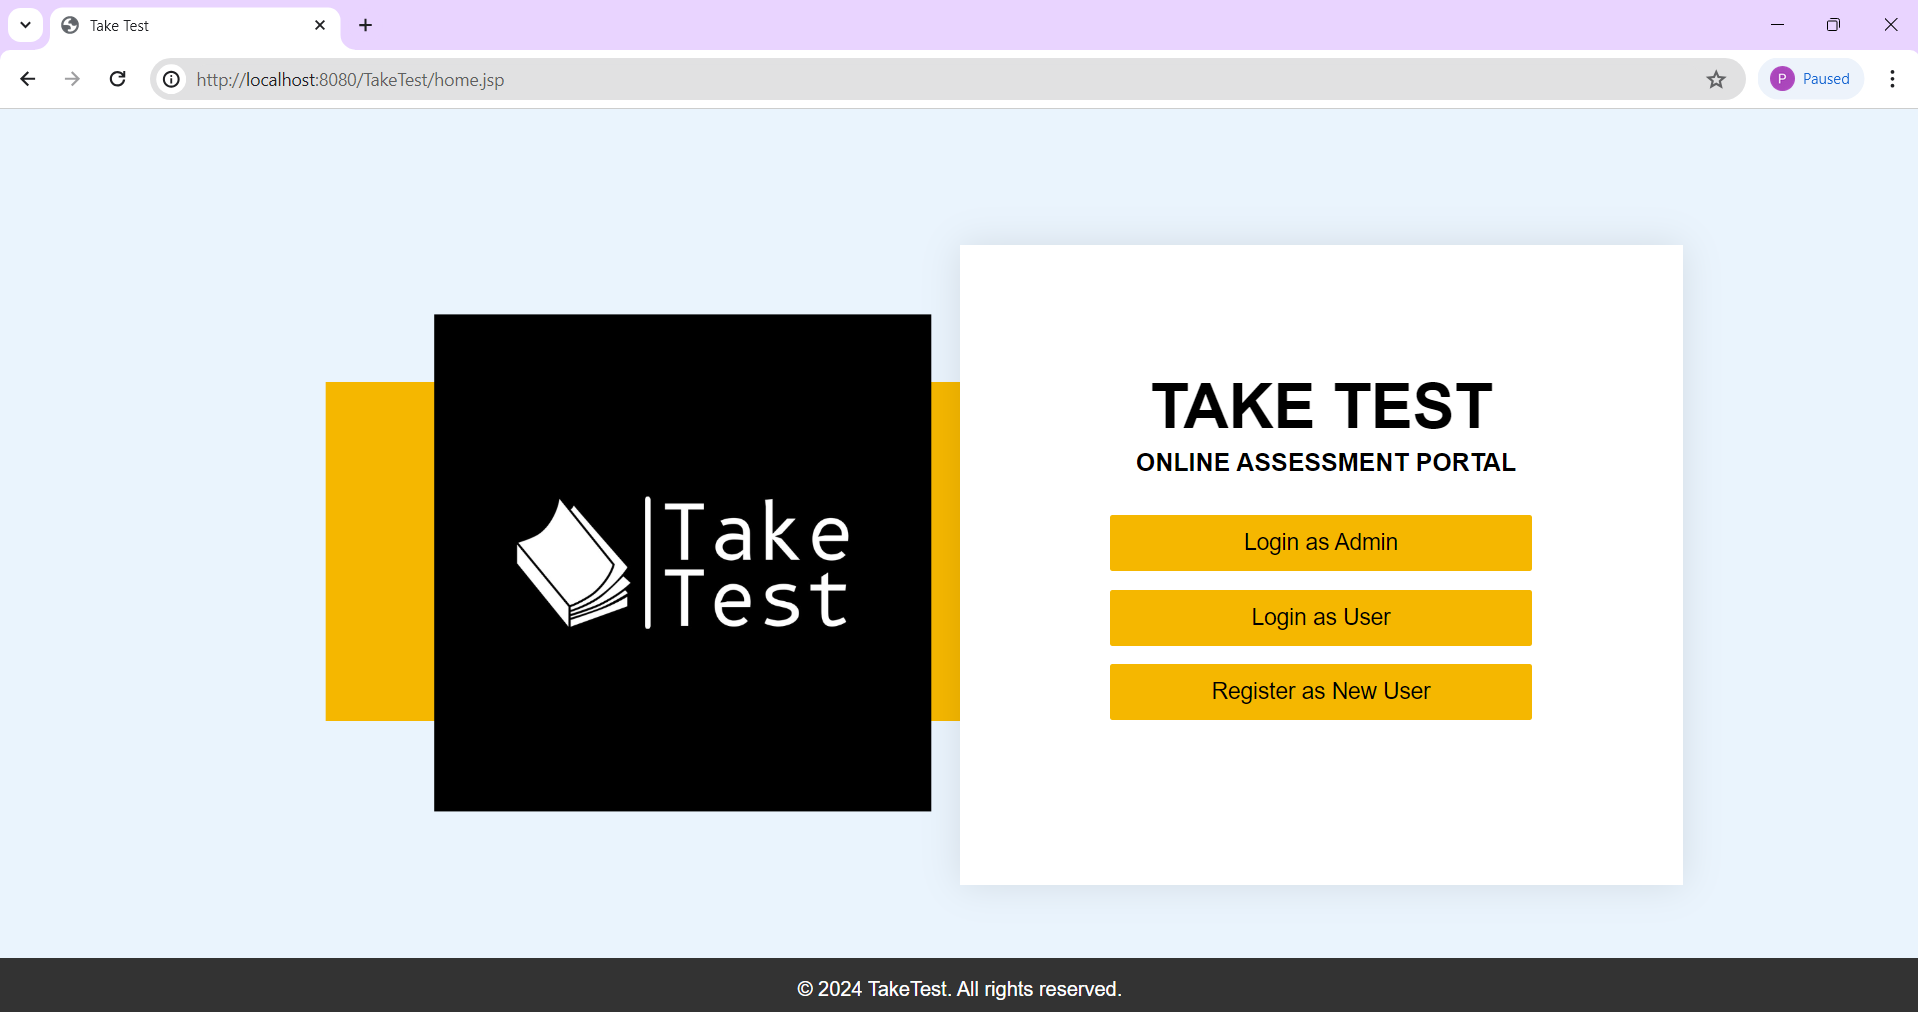 Take Test
http://localhost:8080/TakeTest/home.jsp
P Paused
Take
Test
TAKE TEST
ONLINE ASSESSMENT PORTAL
Login as Admin
Login as User
Register as New User
© 2024 TakeTest. All rights reserved.